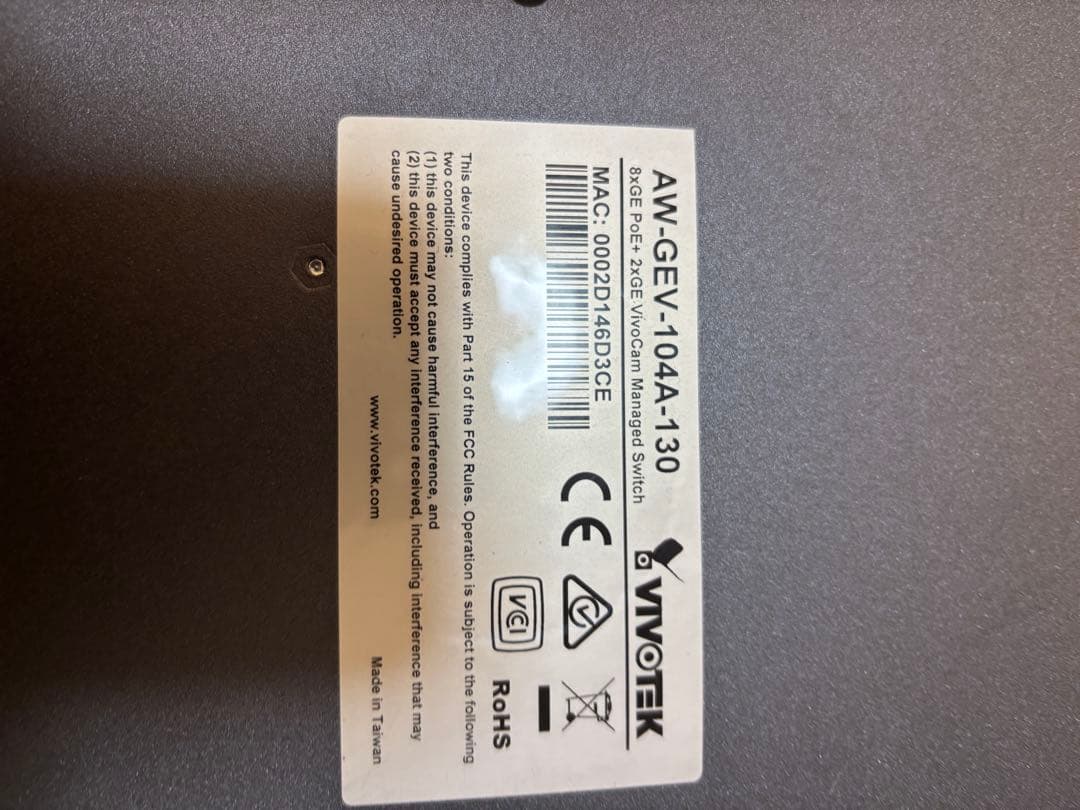 AW-GEV-104A-130
8xGE PoE+ 2xGE VivoCam Managed Switch
VIVOTEK
MAC: 0002D146D3CE
CE
VCI
RoHS
This device complies with Part 15 of the FCC Rules. Operation is subject to the following
two conditions:
(1) this device may not cause harmful interference, and
(2) this device must accept any interference received, including interference that may
cause undesired operation.
www.vivotek.com
Made in Taiwan